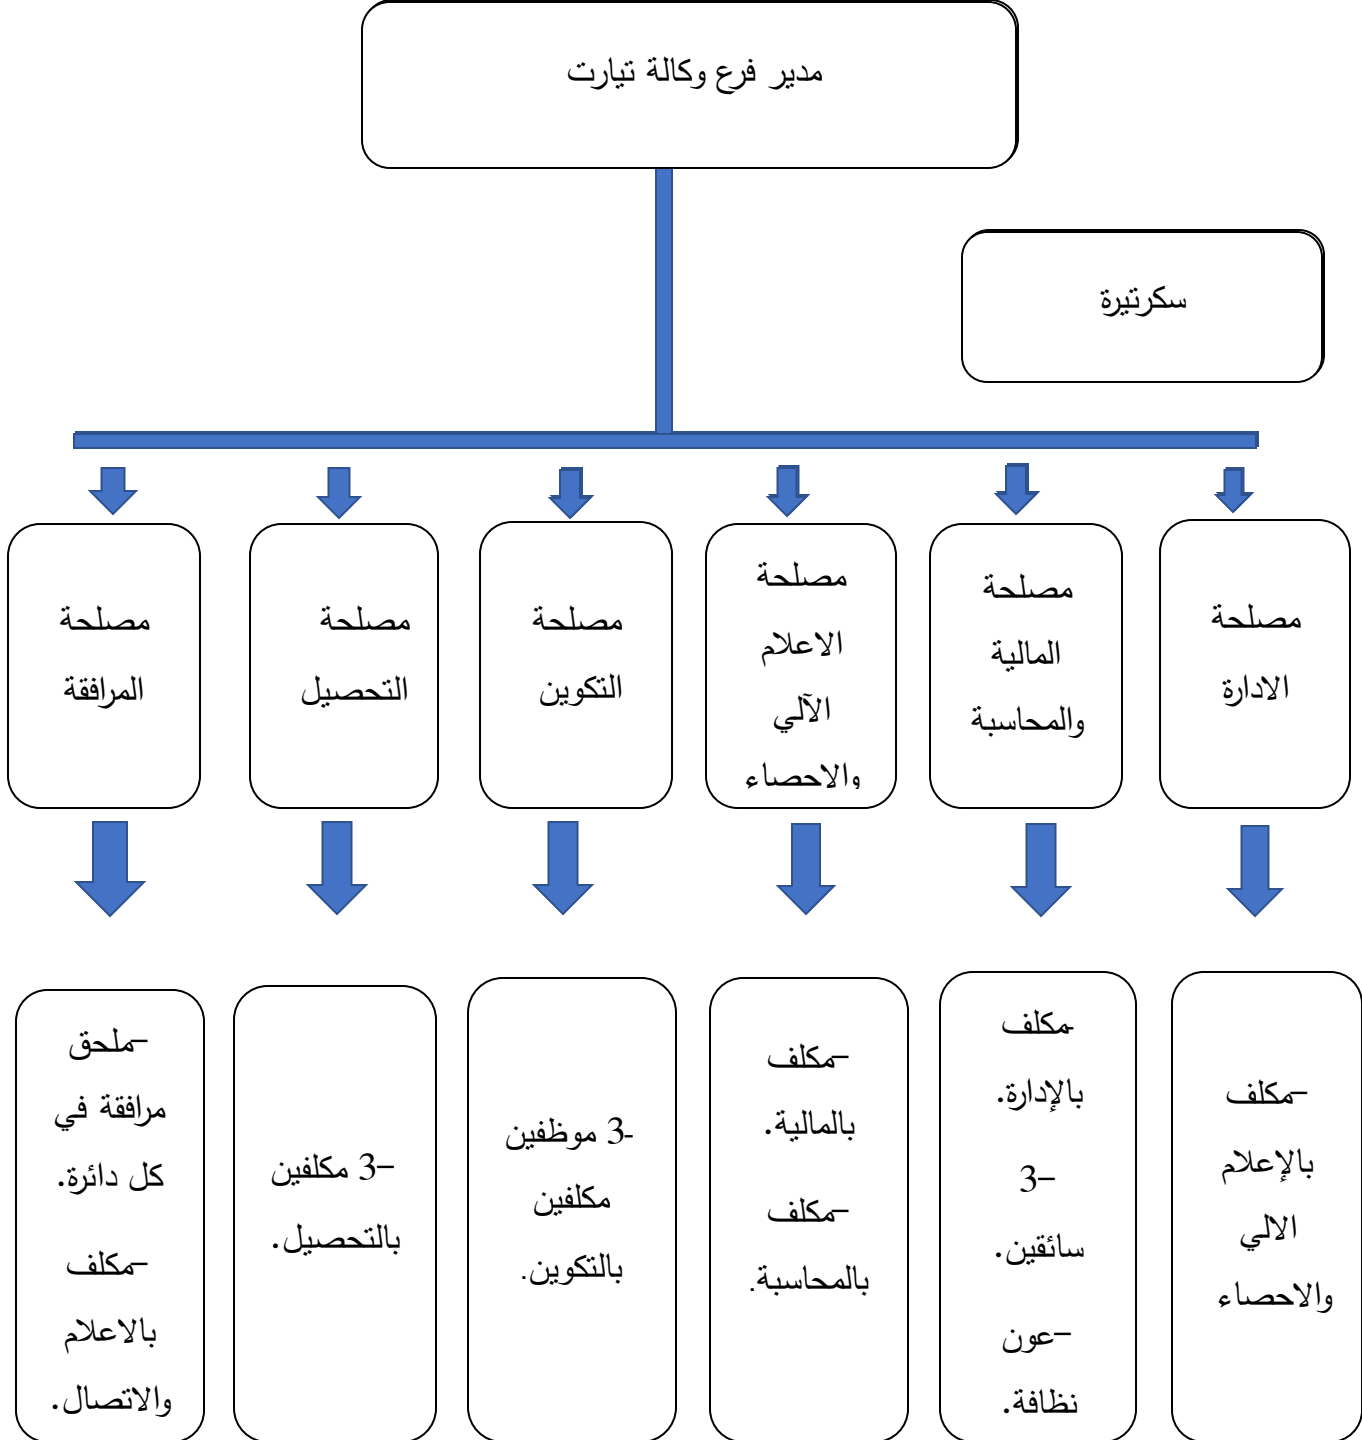 مدير فرع وكالة تيارت
سكرتيرة
مصلحة
الادارة
مصلحة
المالية
والمحاسبة
مصلحة
الاعلام
الآلي
والاحصاء
مصلحة
التكوين
مصلحة
التحصيل
مصلحة
المرافقة
–مكلف
بالإعلام
الالي
والاحصاء
-مكلف
بالإدارة.
–3
سائقين.
–عون
نظافة.
–مكلف
بالمالية.
–مكلف
بالمحاسبة.
-3 موظفين
مكلفين
بالتكوين.
–3 مكلفين
بالتحصيل.
–ملحق
مرافقة في
كل دائرة.
–مكلف
بالاعلام
والاتصال.